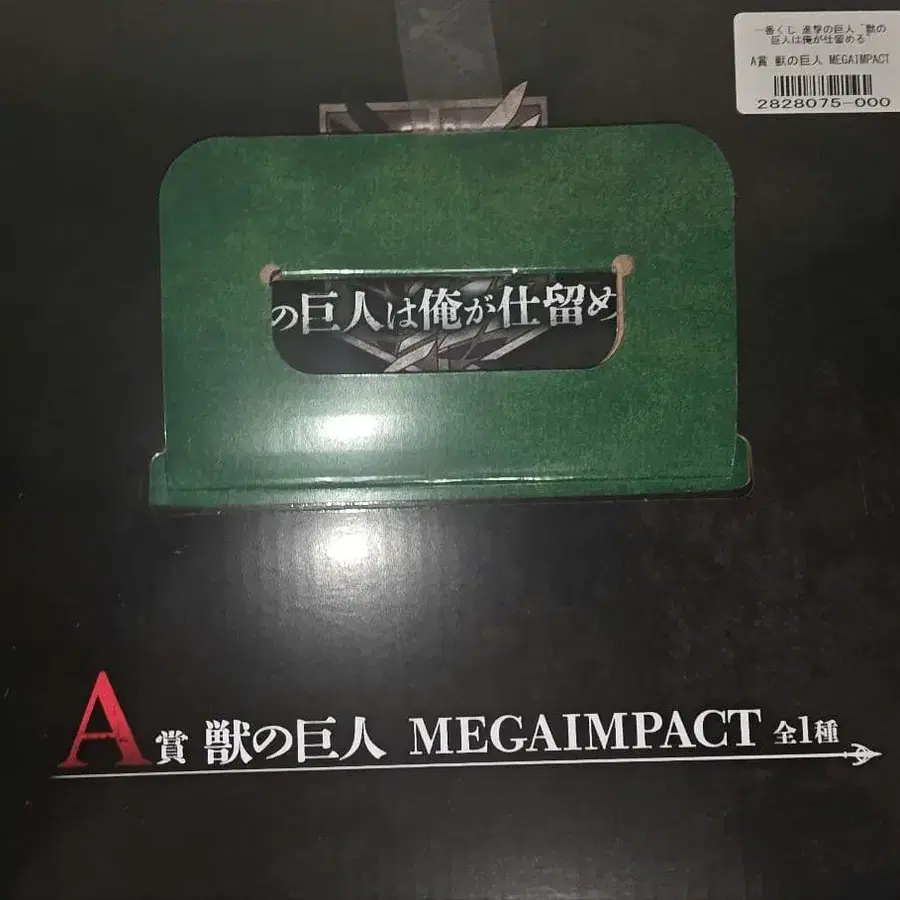 一番くじ 進撃の巨人 "獣の
巨人は俺が仕留める"
A賞 獣の巨人 MEGAIMPACT
2828075-000
の巨人は俺が仕留め
A賞 獣の巨人 MEGAIMPACT 全1種